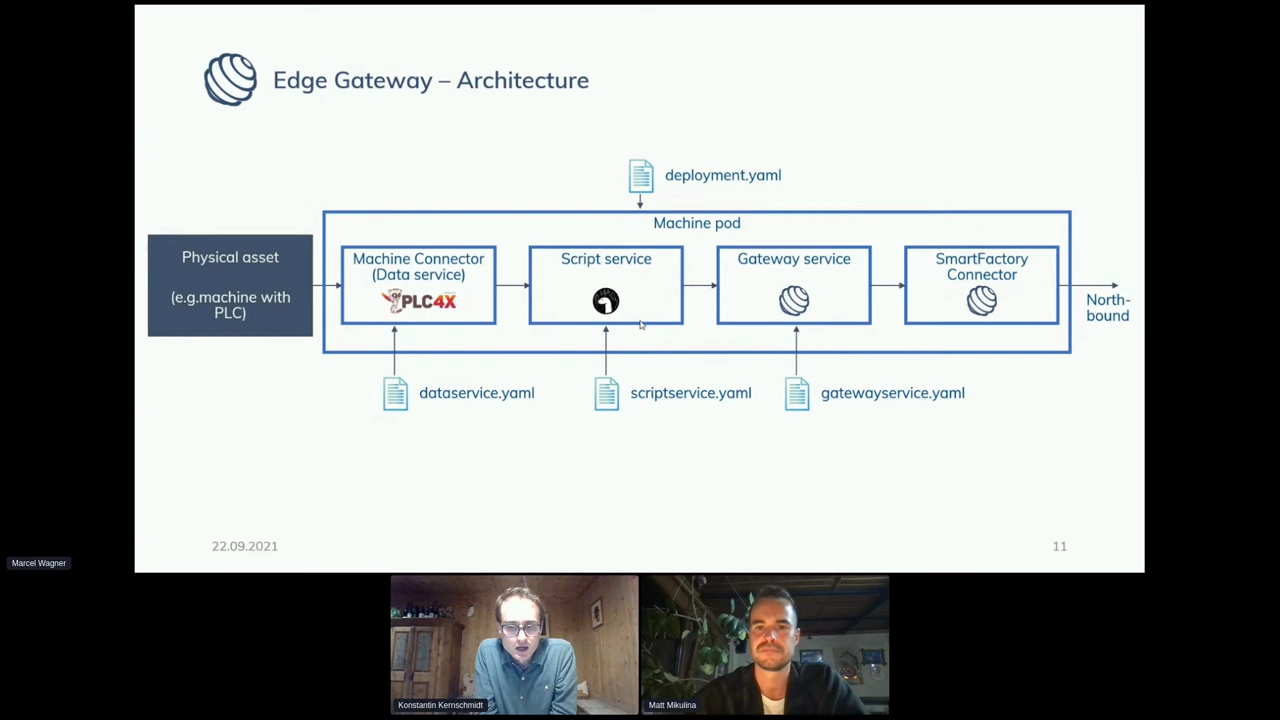 Edge Gateway – Architecture
deployment.yaml
Machine pod
Physical asset
(e.g.machine with
PLC)
Machine Connector
(Data service)
PLC4X
Script service
Gateway service
SmartFactory
Connector
North-
bound
dataservice.yaml
scriptservice.yaml
gatewayservice.yaml
22.09.2021
11
Marcel Wagner
Konstantin Kernschmidt
Matt Mikulina